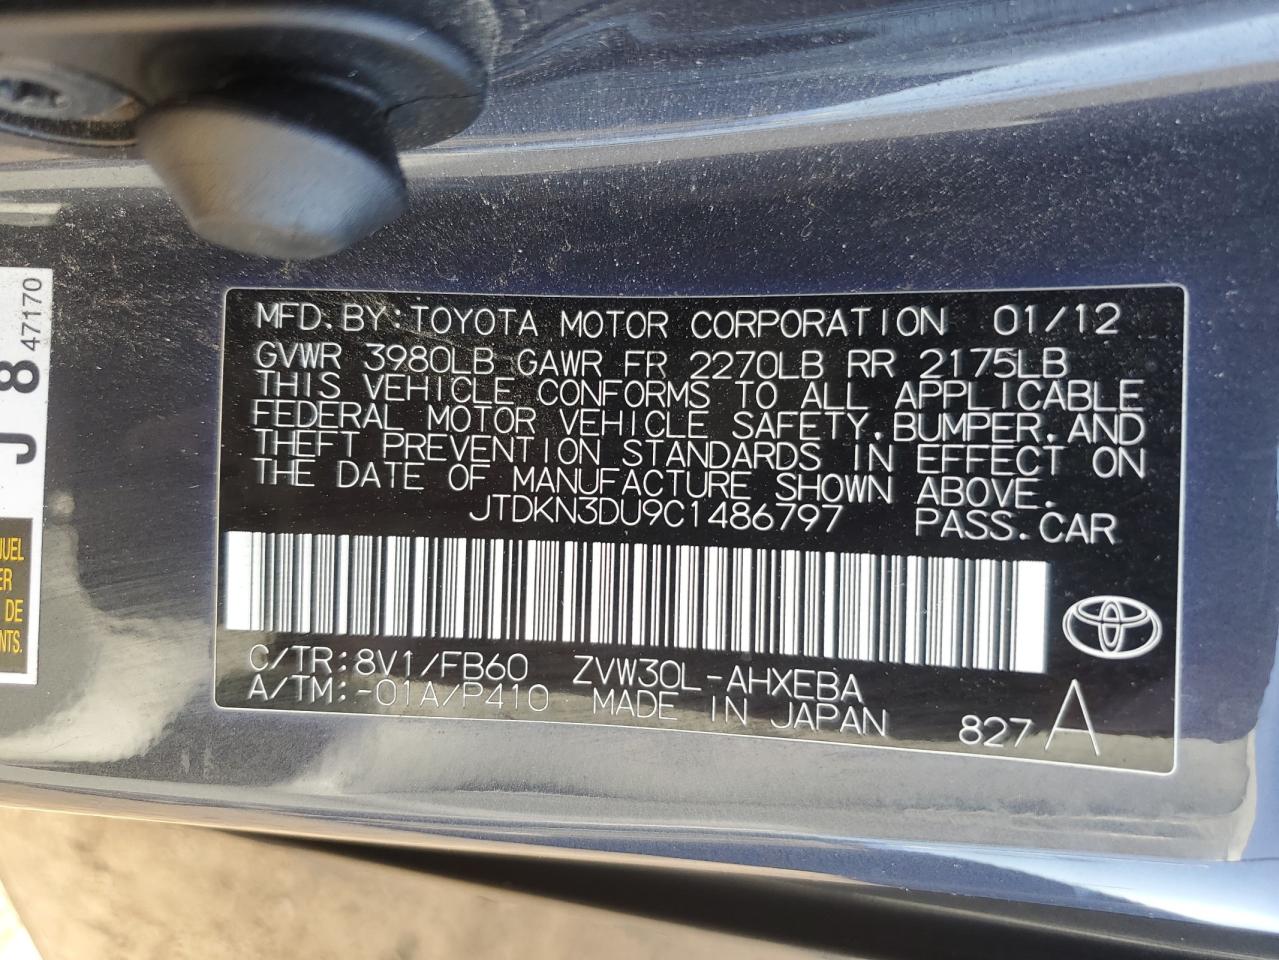 MFD. BY: TOYOTA MOTOR CORPORATION 01/12
GVWR 3980LB GAWR FR 2270LB RR 2175LB
THIS VEHICLE CONFORMS TO ALL APPLICABLE
FEDERAL MOTOR VEHICLE SAFETY, BUMPER, AND
THEFT PREVENTION STANDARDS IN EFFECT ON
THE DATE OF MANUFACTURE SHOWN ABOVE.
JTDKN3DU9C1486797 PASS. CAR
C/TR: 8V1/FB60 ZVW30L-AHXEBA
A/TM: -01A/P410 MADE IN JAPAN 827 A
J 8
47170
DE